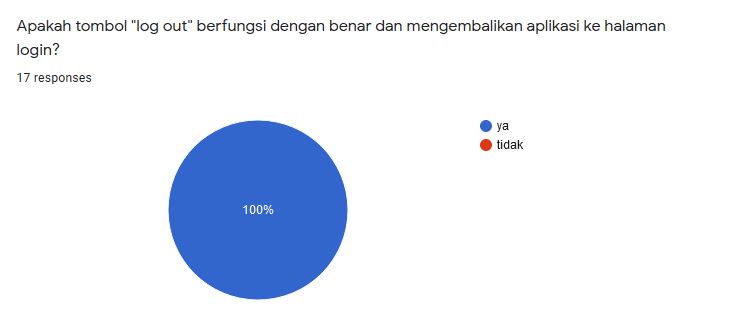 Apakah tombol "log out" berfungsi dengan benar dan mengembalikan aplikasi ke halaman
login?
17 responses
ya
tidak
100%